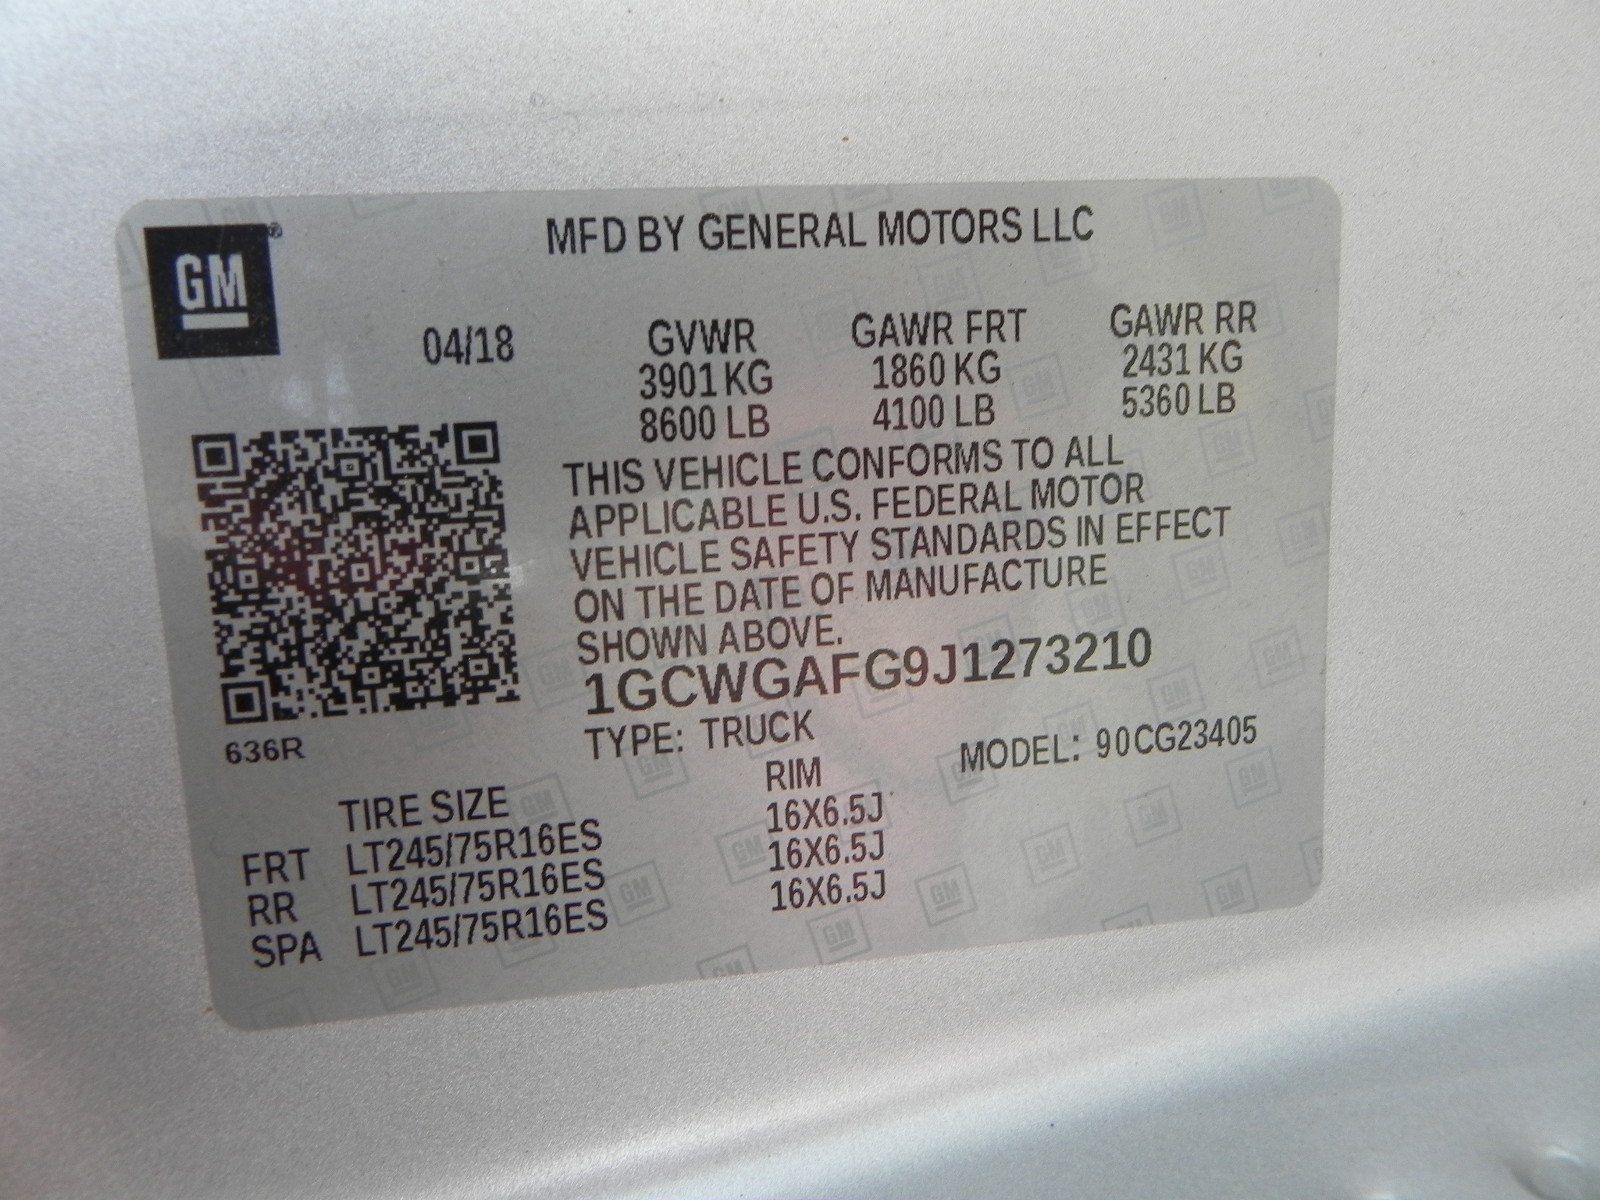 GM®
MFD BY GENERAL MOTORS LLC
04/18
GVWR GAWR FRT GAWR RR
3901 KG 1860 KG 2431 KG
8600 LB 4100 LB 5360 LB
THIS VEHICLE CONFORMS TO ALL
APPLICABLE U.S. FEDERAL MOTOR
VEHICLE SAFETY STANDARDS IN EFFECT
ON THE DATE OF MANUFACTURE
SHOWN ABOVE.
1GCWGAFG9J1273210
636R
TYPE: TRUCK MODEL: 90CG23405
TIRE SIZE RIM
FRT LT245/75R16ES 16X6.5J
RR LT245/75R16ES 16X6.5J
SPA LT245/75R16ES 16X6.5J